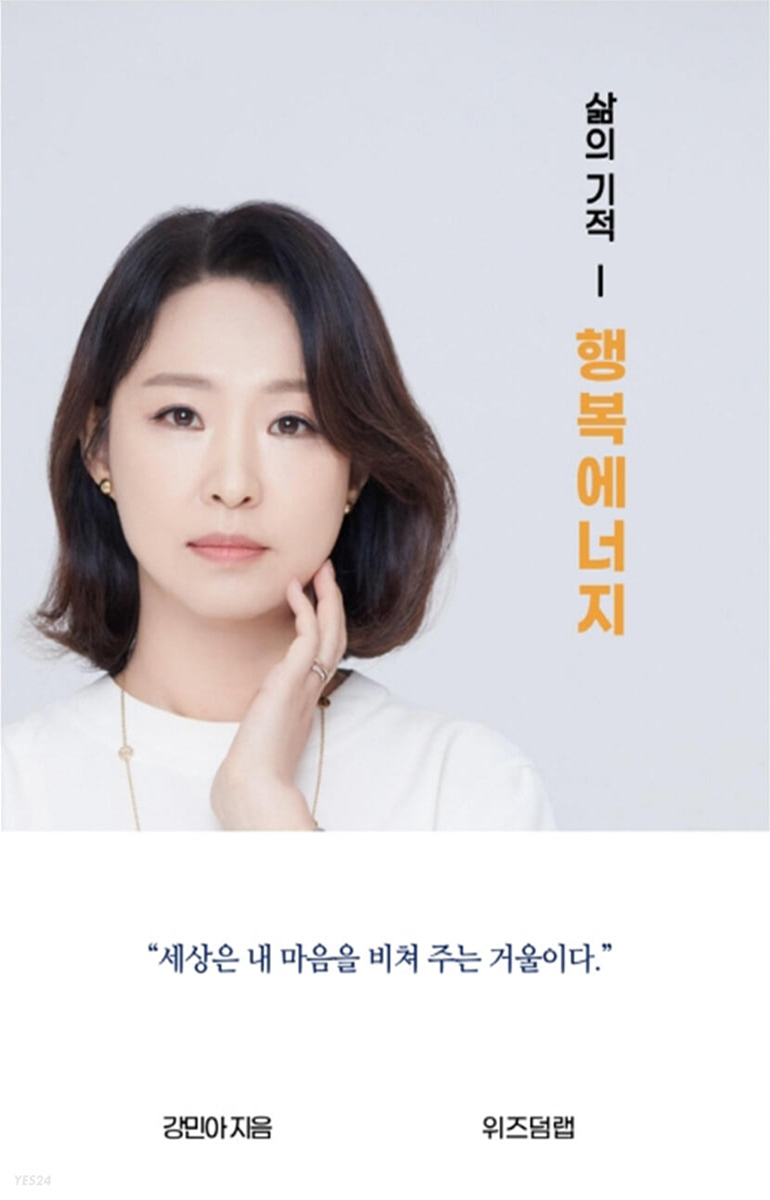 삶의 기적 - 행복에너지
“세상은 내 마음을 비쳐 주는 거울이다.”
강민아 지음
위즈덤랩
YES24